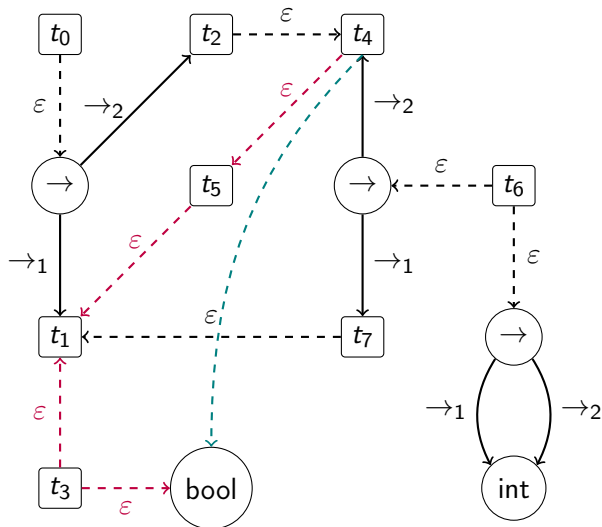 t₀ t₂ ε t₄
ε →₂ ε →₂
→ t₅ → ε t₆
→₁ ε →₁ ε
t₁ ε t₇ →
ε →₁ →₂
t₃ ε bool int